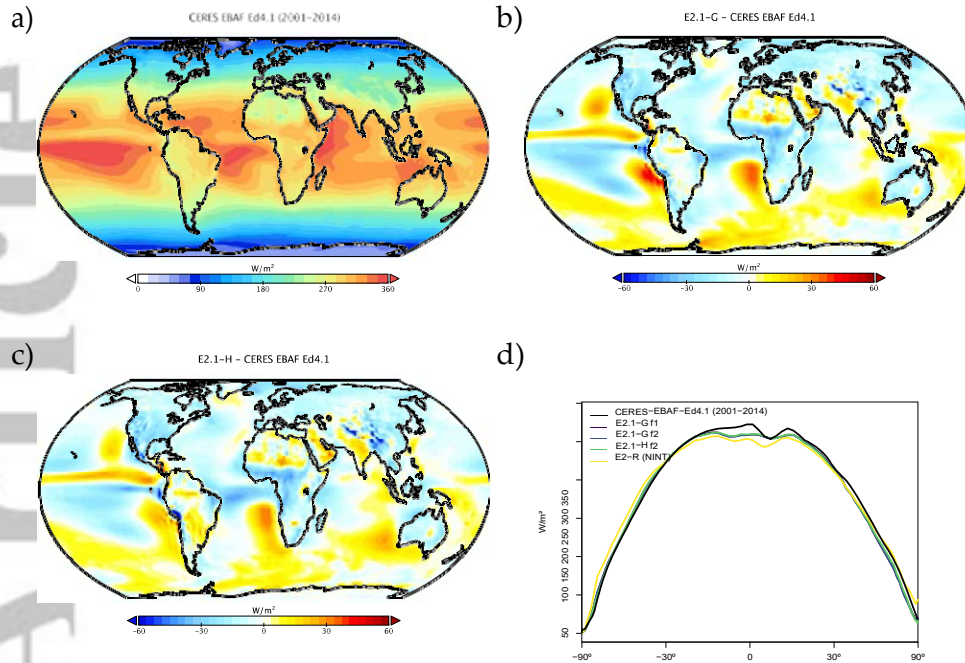 a)
CERES EBAF Ed4.1 (2001-2014)
W/m²
0 90 180 270 360
b)
E2.1-G - CERES EBAF Ed4.1
W/m²
-60 -30 0 30 60
c)
E2.1-H - CERES EBAF Ed4.1
W/m²
-60 -30 0 30 60
d)
CERES-EBAF-Ed4.1 (2001-2014)
E2.1-G f1
E2.1-G f2
E2.1-H f2
E2-R (NINT)
W/m²
50 100 150 200 250 300 350
-90° -30° 0 30° 90°